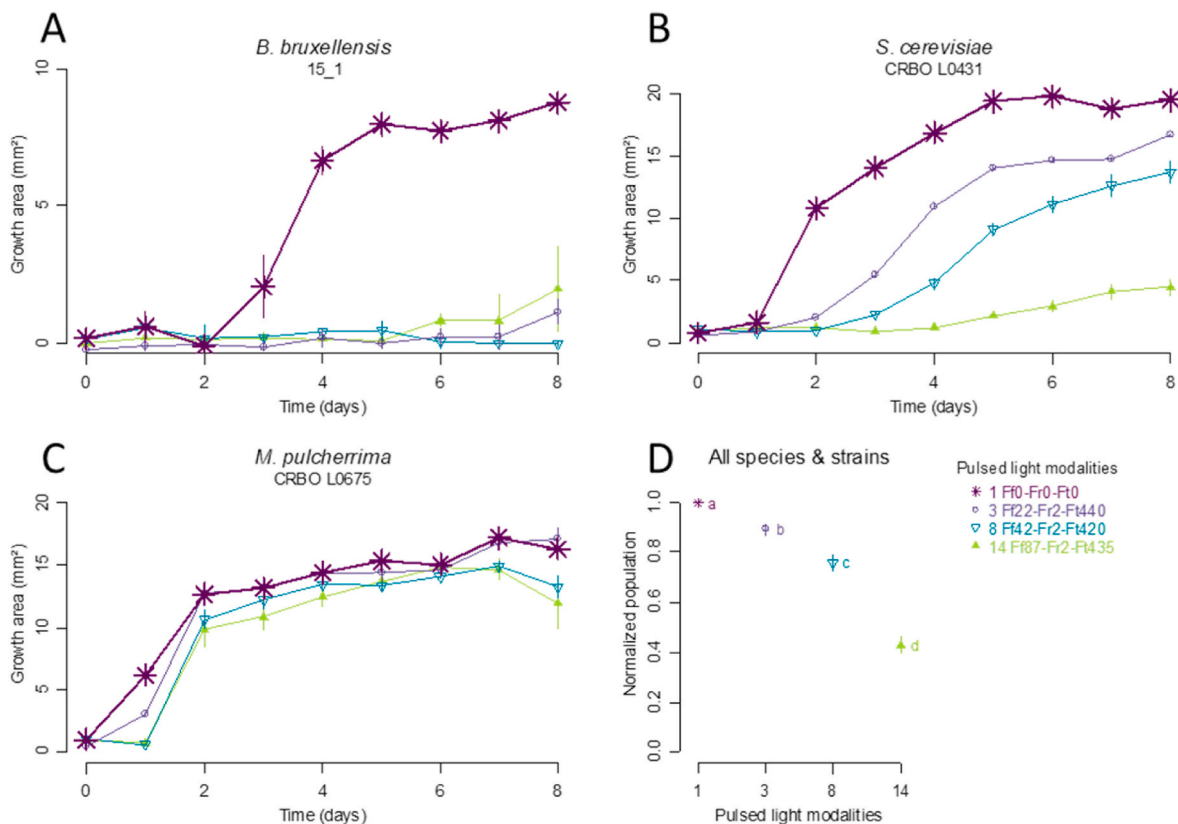 A
B. bruxellensis
15_1
10
5
0
Growth area (mm²)
0 2 4 6 8
Time (days)
B
S. cerevisiae
CRBO L0431
20
15
10
5
0
Growth area (mm²)
0 2 4 6 8
Time (days)
C
M. pulcherrima
CRBO L0675
20
15
10
5
0
Growth area (mm²)
0 2 4 6 8
Time (days)
D
All species & strains
1.0
0.8
0.6
0.4
0.2
0.0
Normalized population
a
b
c
d
1 3 8 14
Pulsed light modalities
Pulsed light modalities
1 Ff0-Fr0-Ft0
3 Ff22-Fr2-Ft440
8 Ff42-Fr2-Ft420
14 Ff87-Fr2-Ft435